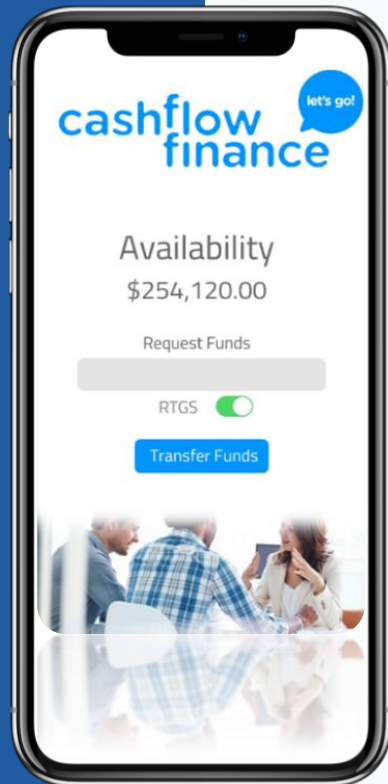 let's go!
cashflow
finance
Availability
$254,120.00
Request Funds
RTGS
Transfer Funds